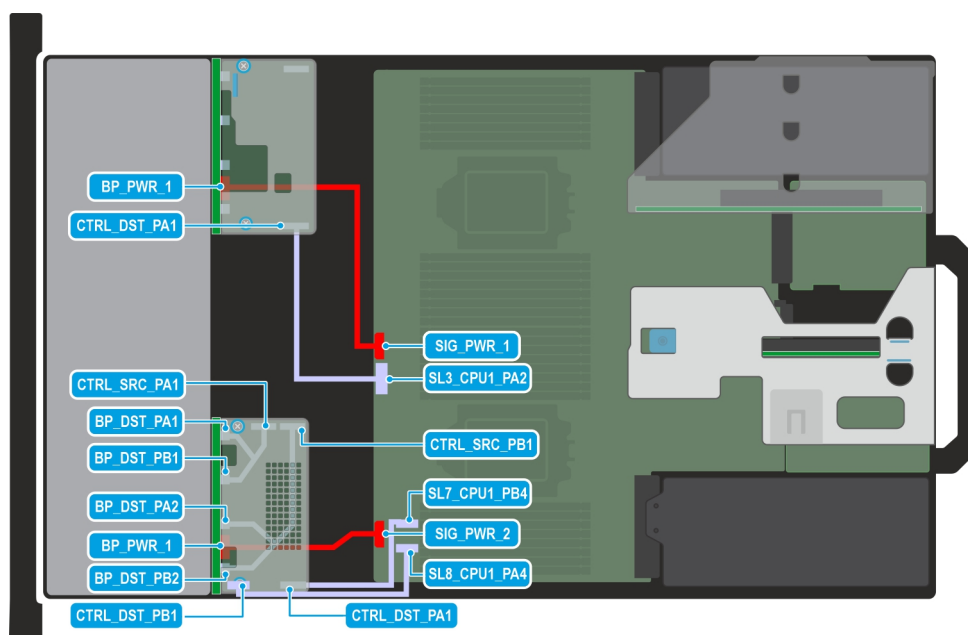 BP_PWR_1
CTRL_DST_PA1
SIG_PWR_1
SL3_CPU1_PA2
CTRL_SRC_PA1
BP_DST_PA1
CTRL_SRC_PB1
BP_DST_PB1
SL7_CPU1_PB4
BP_DST_PA2
SIG_PWR_2
BP_PWR_1
SL8_CPU1_PA4
BP_DST_PB2
CTRL_DST_PB1
CTRL_DST_PA1